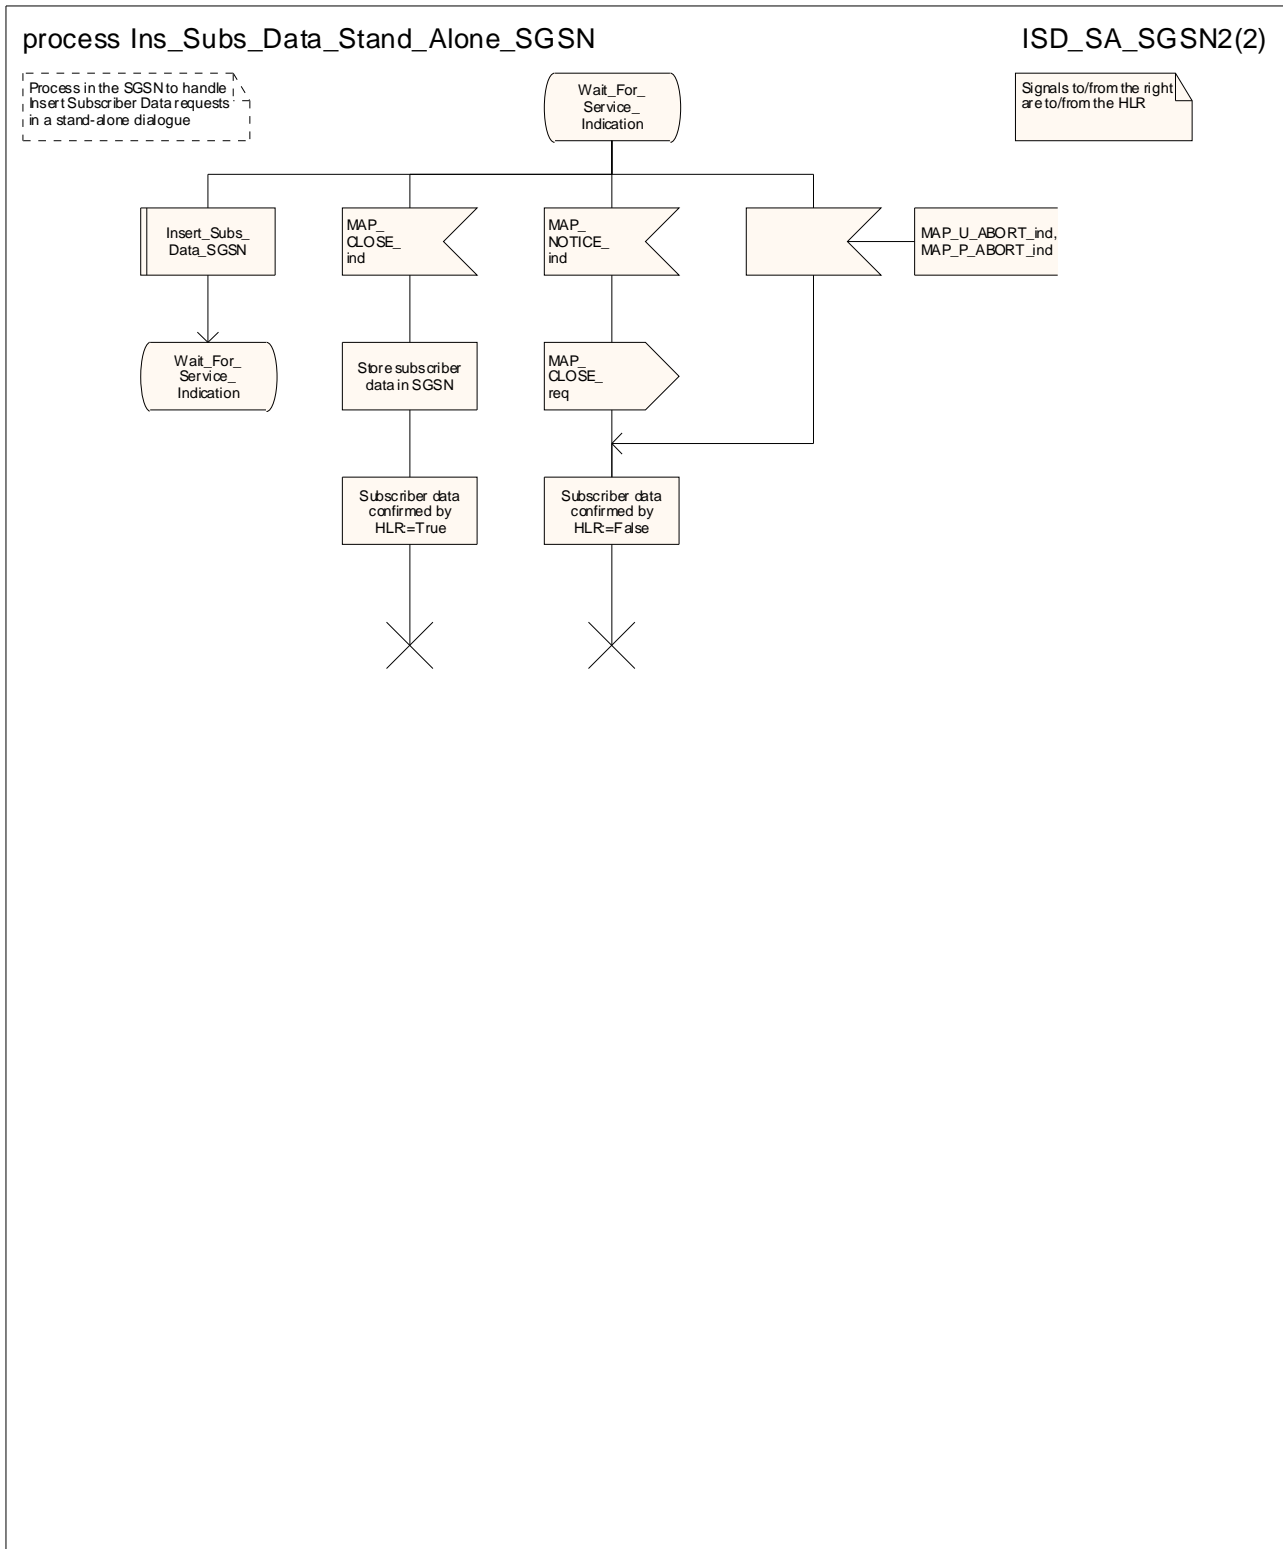 process Ins_Subs_Data_Stand_Alone_SGSN
ISD_SA_SGSN2(2)
Process in the SGSN to handle
Insert Subscriber Data requests
in a stand-alone dialogue
Wait_For_
Service_
Indication
Signals to/from the right
are to/from the HLR
Insert_Subs_
Data_SGSN
MAP_
CLOSE_
ind
MAP_
NOTICE_
ind
MAP_U_ABORT_ind,
MAP_P_ABORT_ind
Wait_For_
Service_
Indication
Store subscriber
data in SGSN
MAP_
CLOSE_
req
Subscriber data
confirmed by
HLR:=True
Subscriber data
confirmed by
HLR:=False